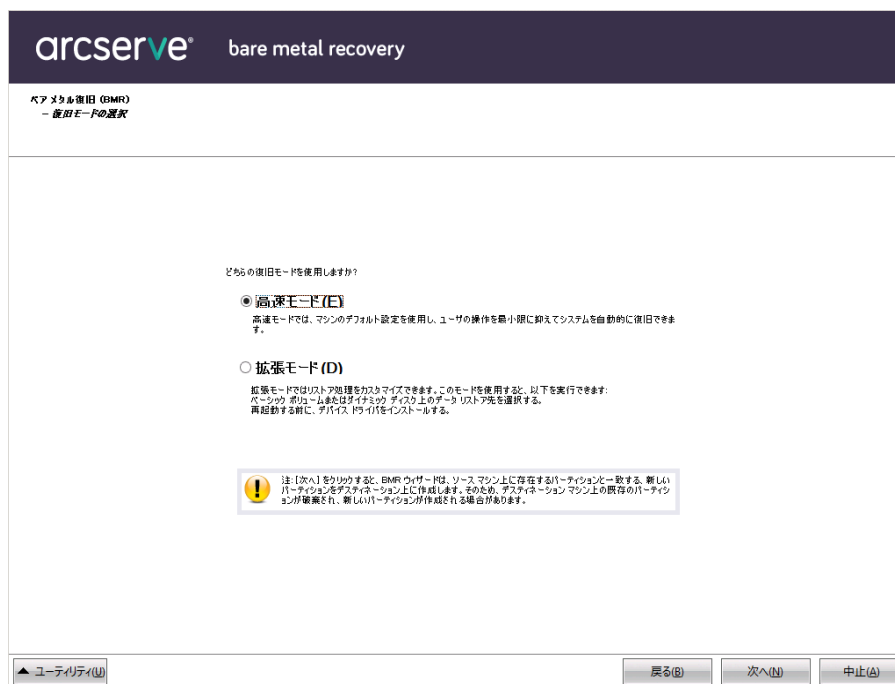 arcserve® bare metal recovery
ベアメタル復旧 (BMR)
- 復旧モードの選択
どちらの復旧モードを使用しますか?
高速モード(E)
高速モードでは、マシンのデフォルト設定を使用し、ユーザの操作を最小限に抑えてシステムを自動的に復旧できま
す。
拡張モード(D)
拡張モードではリストア処理をカスタマイズできます。このモードを使用すると、以下を実行できます:
ベーシック ボリュームまたはダイナミック ディスク上のデータ リストア先を選択する。
再起動する前に、デバイス ドライバをインストールする。
注: [次へ] をクリックすると、BMR ウィザードは、ソース マシン上に存在するパーティションと一致する、新しい
パーティションをデスティネーション上に作成します。そのため、デスティネーション マシン上の既存のパーティシ
ョンが破棄され、新しいパーティションが作成される場合があります。
ユーティリティ(U) 戻る(B) 次へ(N) 中止(A)